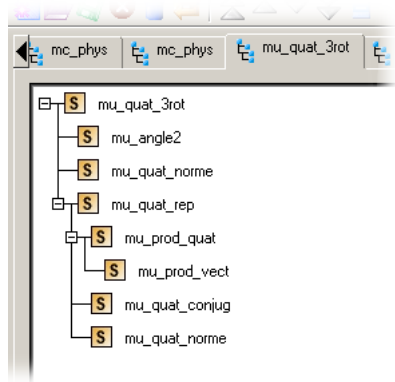 mc_phys mc_phys mu_quat_3rot
S mu_quat_3rot
S mu_angle2
S mu_quat_norme
S mu_quat_rep
S mu_prod_quat
S mu_prod_vect
S mu_quat_conjug
S mu_quat_norme